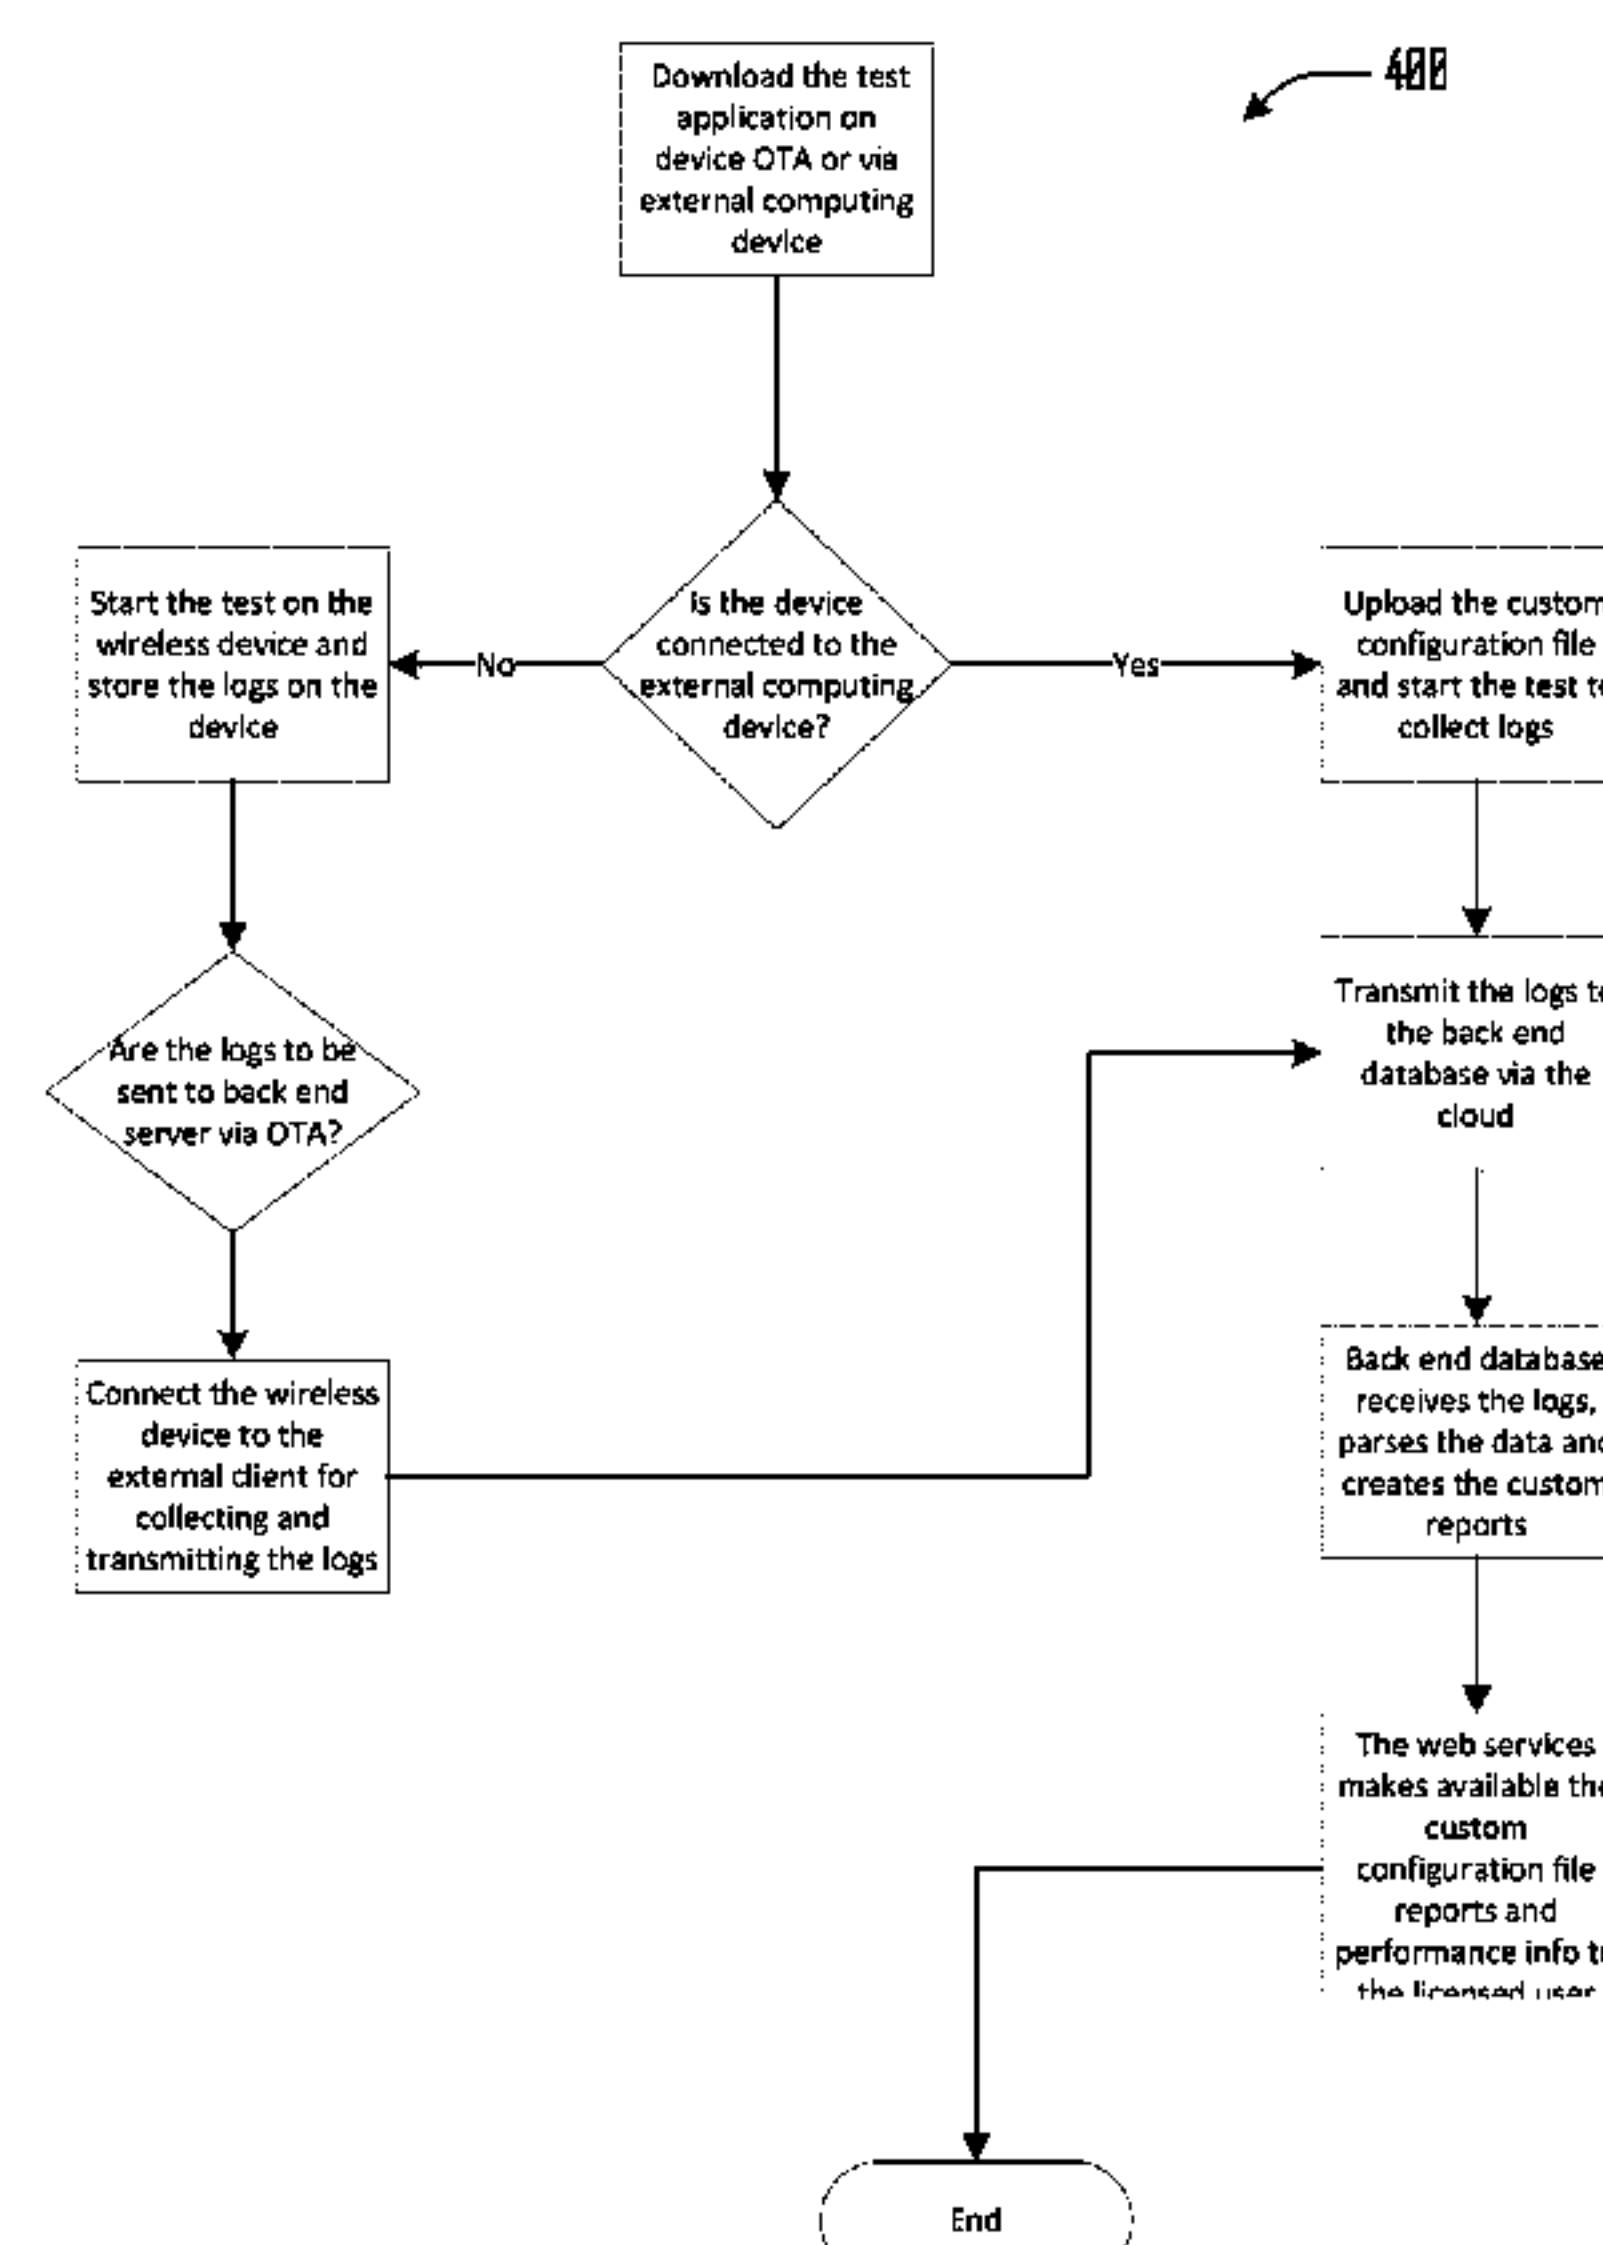 400
Download the test
application on
device OTA or via
external computing
device
Is the device
connected to the
external computing
device?
No
Yes
Start the test on the
wireless device and
store the logs on the
device
Upload the custom
configuration file
and start the test
collect logs
Are the logs to be
sent to back end
server via OTA?
Transmit the logs
the back end
database via the
cloud
Connect the wireless
device to the
external client for
collecting and
transmitting the logs
Back end database
receives the logs,
parses the data and
creates the custom
reports
The web services
makes available the
custom
configuration file
reports and
performance info
the licensed user
End